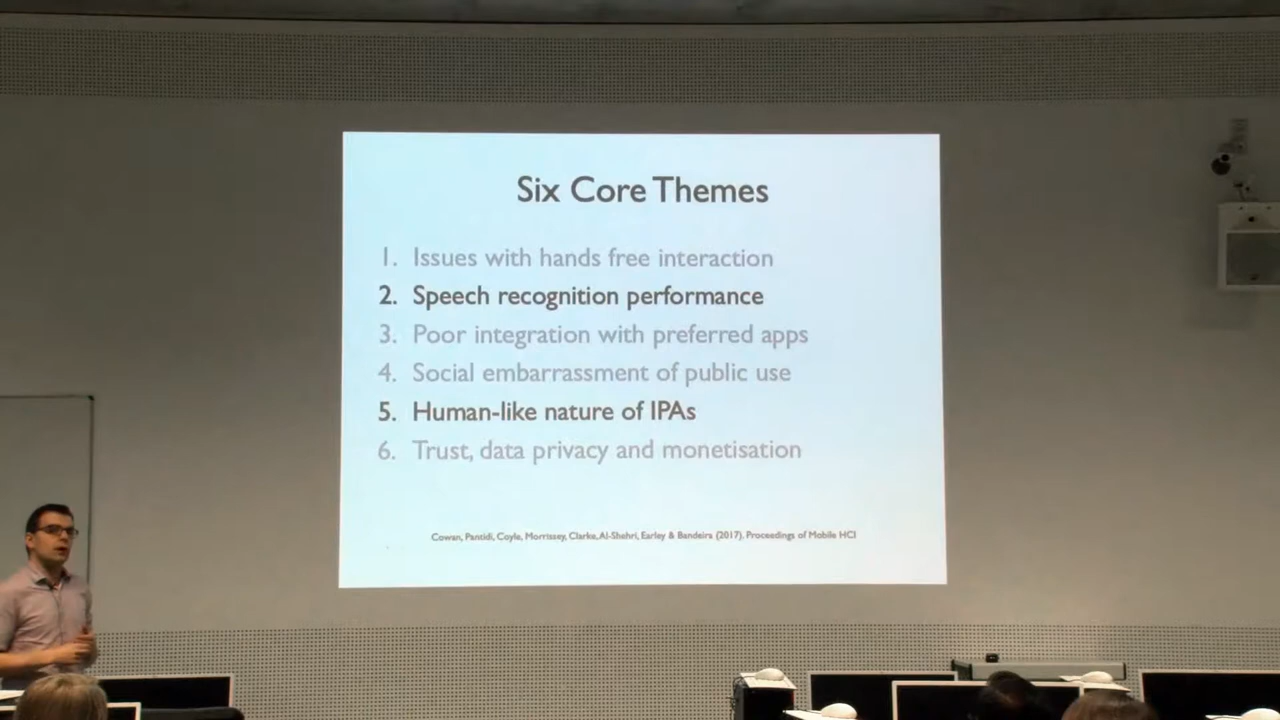 Six Core Themes
1. Issues with hands free interaction
2. Speech recognition performance
3. Poor integration with preferred apps
4. Social embarrassment of public use
5. Human-like nature of IPAs
6. Trust, data privacy and monetisation
Cowan, Pantidi, Coyle, Morrissey, Clarke, Al-Shehri, Earley & Bandeira (2017). Proceedings of Mobile HCI